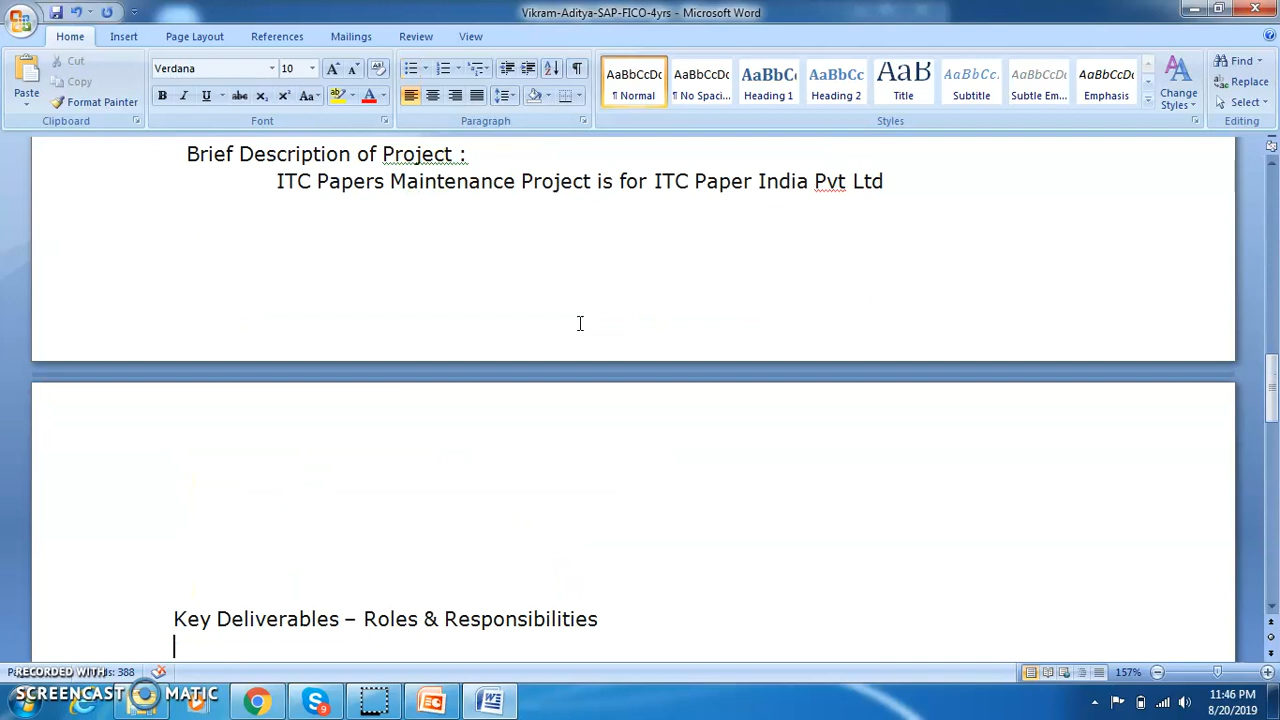 Vikram-Aditya-SAP-FICO-4yrs - Microsoft Word
Home Insert Page Layout References Mailings Review View
Paste
Cut
Copy
Format Painter
Clipboard
Verdana 10
Font
Paragraph
AaBbCcDc AaBbCcDc AaBbC AaBbCc AaB AaBbCc. AaBbCcDc AaBbCcDc
¶ Normal ¶ No Spaci... Heading 1 Heading 2 Title Subtitle Subtle Em... Emphasis
Styles
Change Styles
Find
Replace
Select
Editing
Brief Description of Project :
ITC Papers Maintenance Project is for ITC Paper India Pvt Ltd
Key Deliverables – Roles & Responsibilities
RECORDED WITH
SCREENCAST MATIC
: 388
157%
11:46 PM
8/20/2019